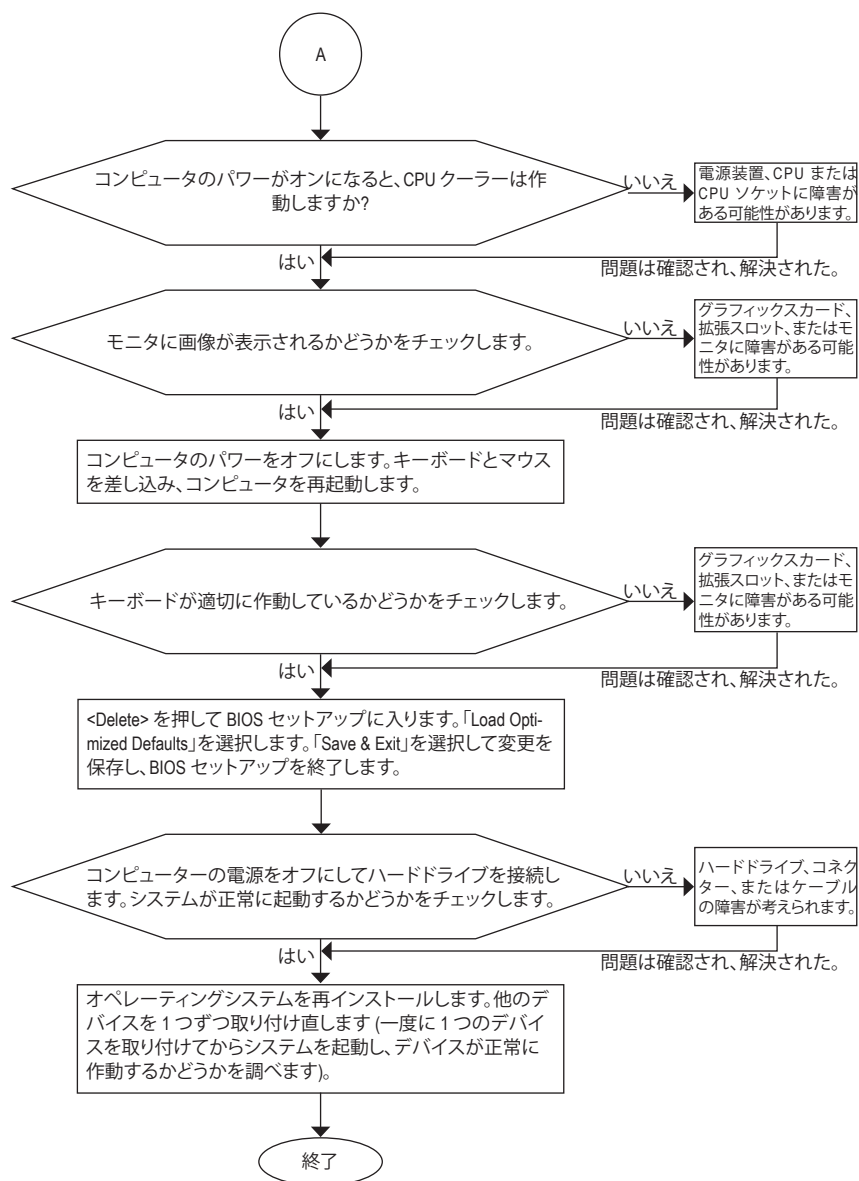 A
コンピュータのパワーがオンになると、CPU クーラーは作
動しますか?
いいえ
電源装置、CPU または
CPU ソケットに障害が
ある可能性があります。
はい
問題は確認され、解決された。
モニタに画像が表示されるかどうかをチェックします。
いいえ
グラフィックスカード、
拡張スロット、またはモ
ニタに障害がある可能
性があります。
はい
問題は確認され、解決された。
コンピュータのパワーをオフにします。キーボードとマウス
を差し込み、コンピュータを再起動します。
キーボードが適切に作動しているかどうかをチェックします。
いいえ
グラフィックスカード、
拡張スロット、またはモ
ニタに障害がある可能
性があります。
はい
問題は確認され、解決された。
<Delete> を押して BIOS セットアップに入ります。「Load Opti-
mized Defaults」を選択します。「Save & Exit」を選択して変更を
保存し、BIOS セットアップを終了します。
コンピューターの電源をオフにしてハードドライブを接続し
ます。システムが正常に起動するかどうかをチェックします。
いいえ
ハードドライブ、コネク
ター、またはケーブル
の障害が考えられます。
はい
問題は確認され、解決された。
オペレーティングシステムを再インストールします。他のデ
バイスを 1 つずつ取り付け直します (一度に 1 つのデバイ
スを取り付けてからシステムを起動し、デバイスが正常に
作動するかどうかを調べます)。
終了